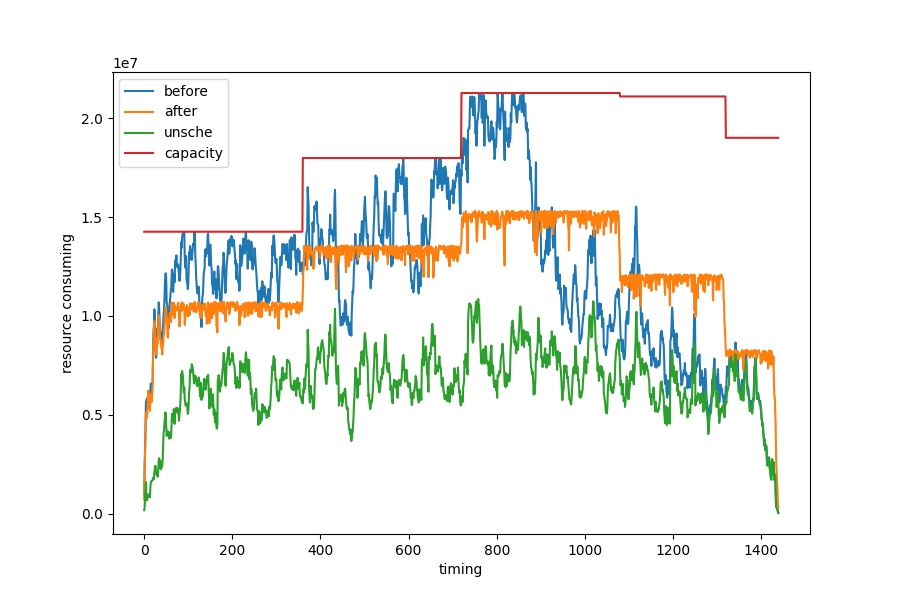 1e7
before
after
unsche
capacity
2.0
1.5
1.0
0.5
0.0
resource consuming
0 200 400 600 800 1000 1200 1400
timing